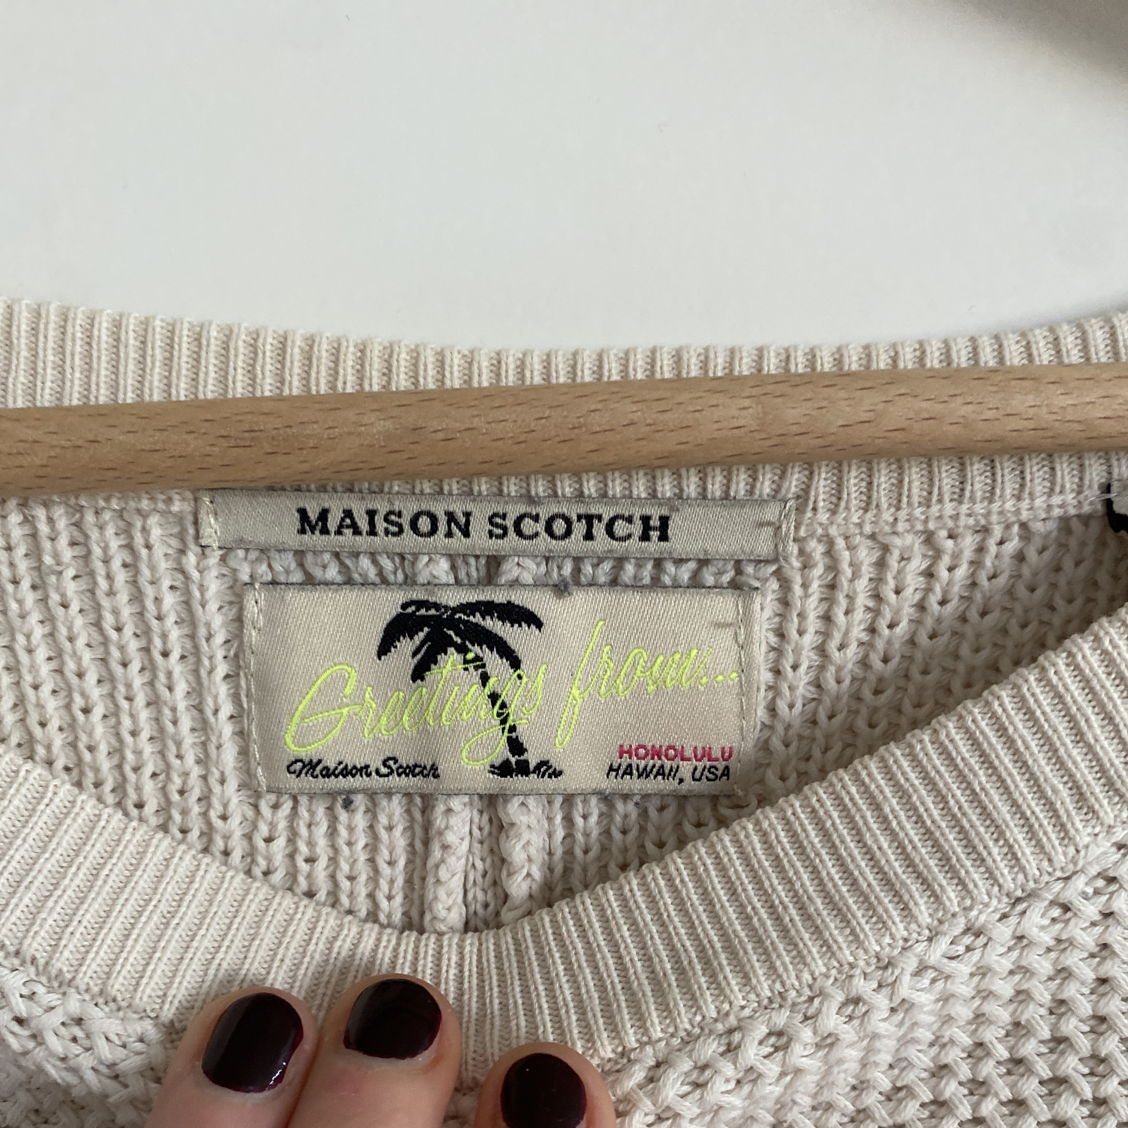 MAISON SCOTCH
Greetings from...
Maison Scotch
HONOLULU
HAWAII, USA